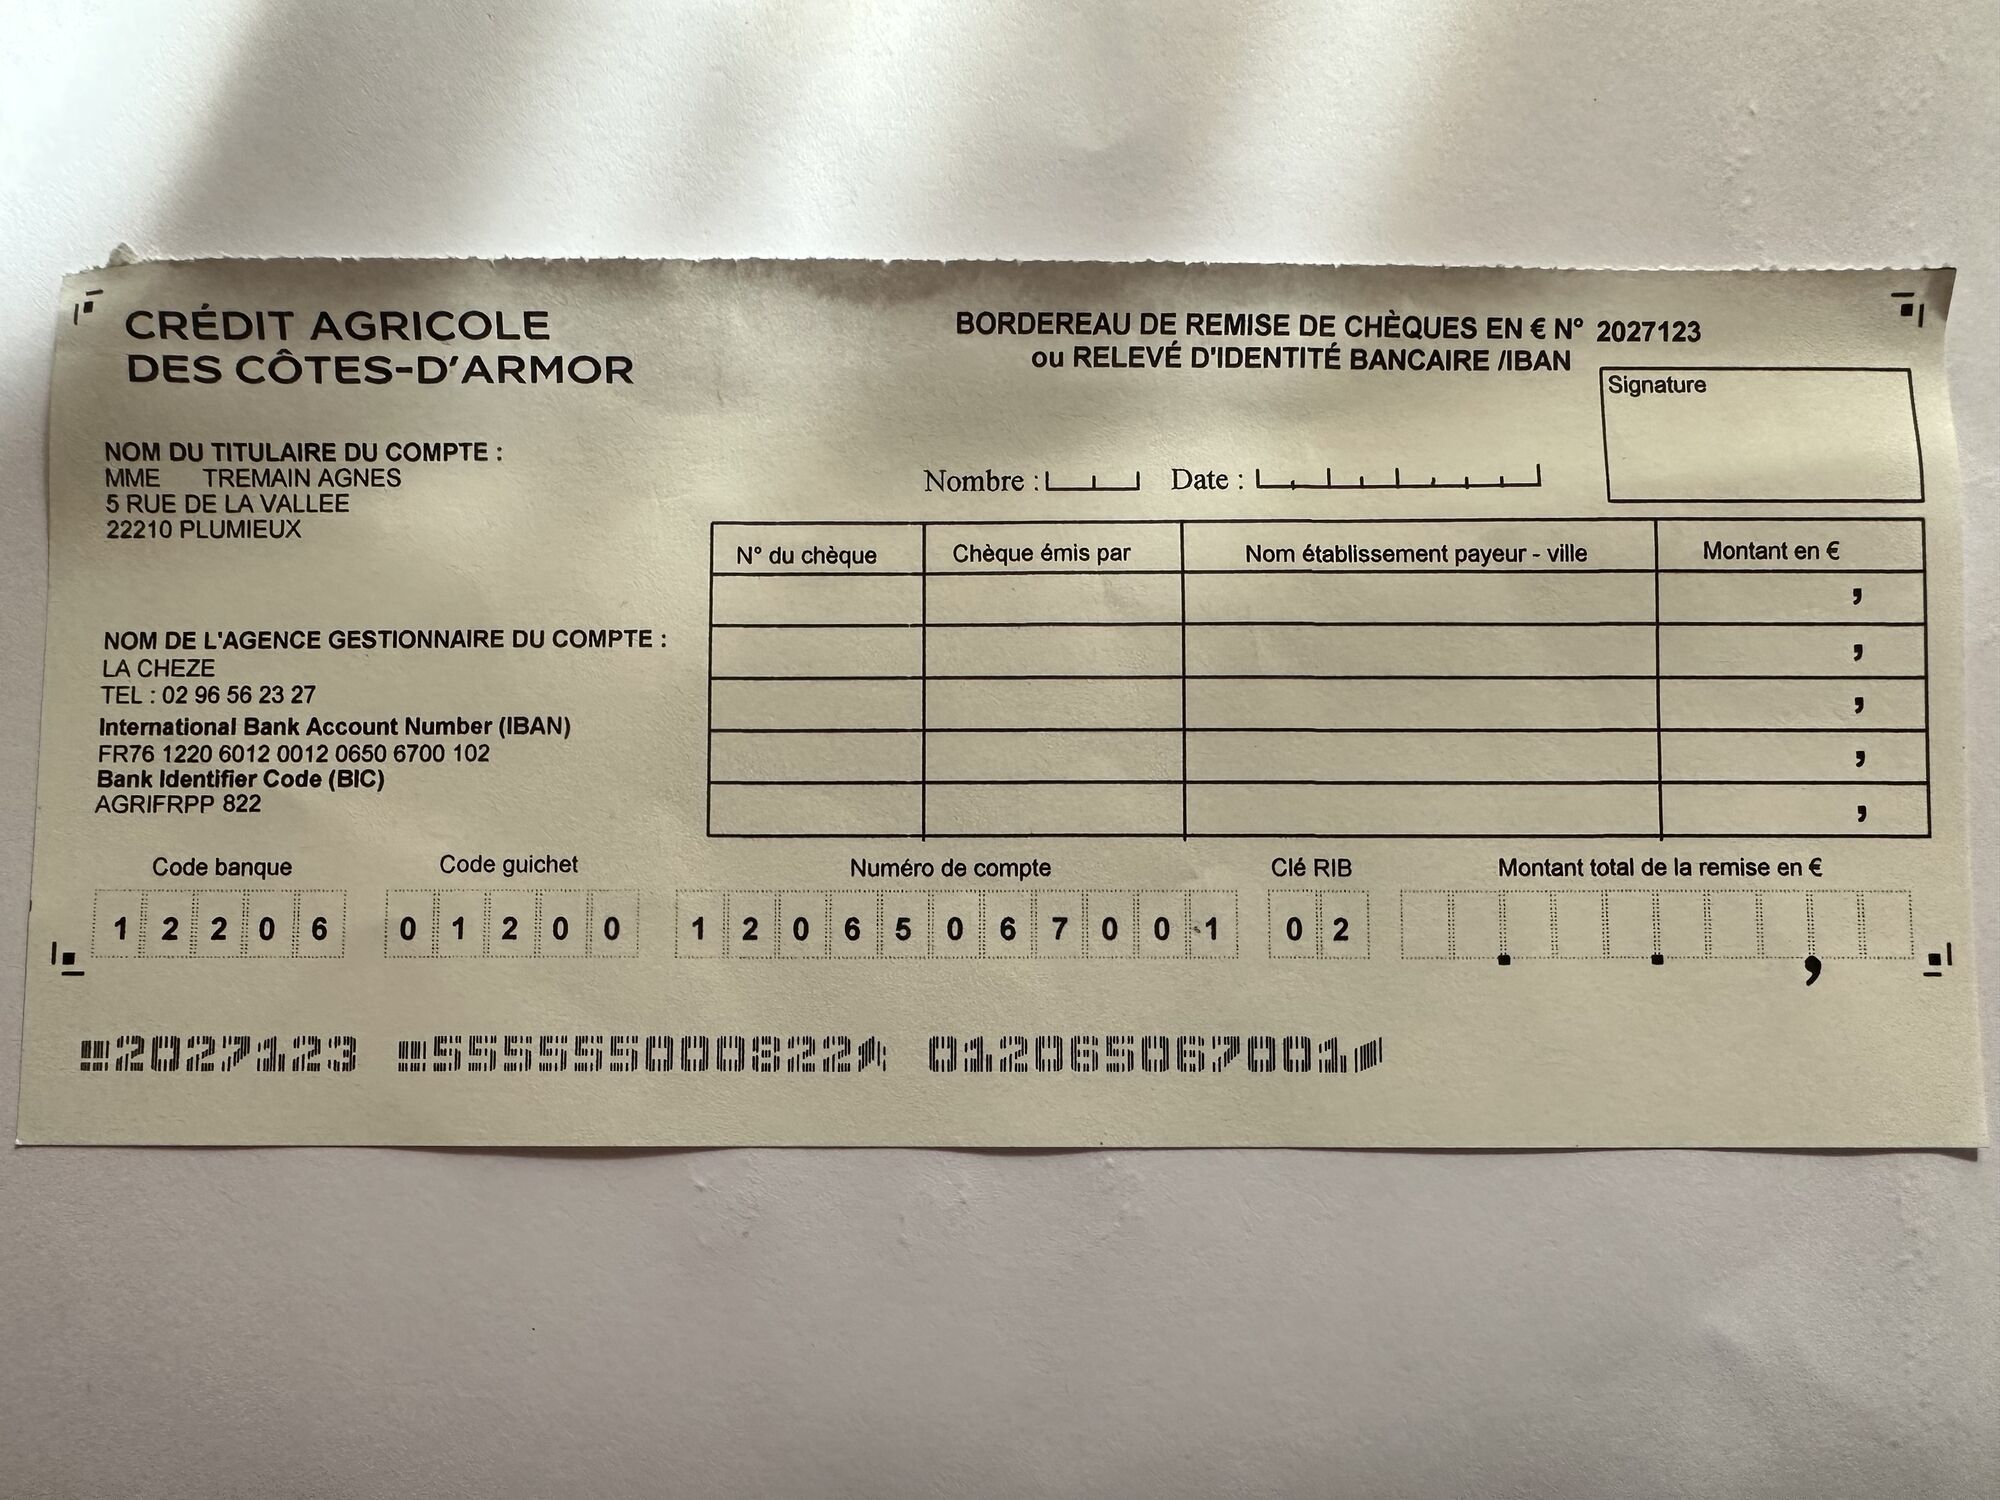 CRÉDIT AGRICOLE
DES CÔTES-D'ARMOR
BORDEREAU DE REMISE DE CHÈQUES EN € N° 2027123
ou RELEVÉ D'IDENTITÉ BANCAIRE /IBAN
Signature
NOM DU TITULAIRE DU COMPTE :
MME TREMAIN AGNES
5 RUE DE LA VALLEE
22210 PLUMIEUX
Nombre : Date :
N° du chèque Chèque émis par Nom établissement payeur - ville Montant en €
,
,
,
,
,
NOM DE L'AGENCE GESTIONNAIRE DU COMPTE :
LA CHEZE
TEL : 02 96 56 23 27
International Bank Account Number (IBAN)
FR76 1220 6012 0012 0650 6700 102
Bank Identifier Code (BIC)
AGRIFRPP 822
Code banque Code guichet Numéro de compte Clé RIB Montant total de la remise en €
1 2 2 0 6 0 1 2 0 0 1 2 0 6 5 0 6 7 0 0 1 0 2 . . ,
2027123 555555000822 012065067001